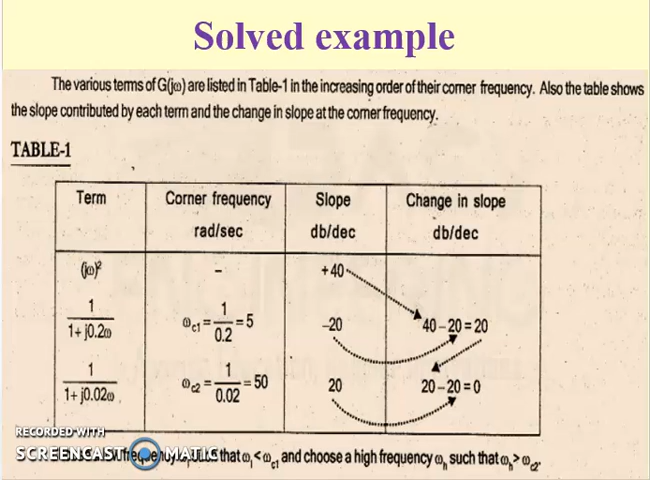 Solved example
The various terms of G(jω) are listed in Table-1 in the increasing order of their corner frequency. Also the table shows
the slope contributed by each term and the change in slope at the corner frequency.
TABLE-1
Term Corner frequency rad/sec Slope db/dec Change in slope db/dec
(jω)² – +40
1/(1+ j0.2ω) ωc1 = 1/0.2 = 5 –20 40 – 20 = 20
1/(1+ j0.02ω) ωc2 = 1/0.02 = 50 20 20 – 20 = 0
RECORDED WITH
SCREENCAST MATIC
frequency that ωl < ωc1 and choose a high frequency ωh such that ωh > ωc2.